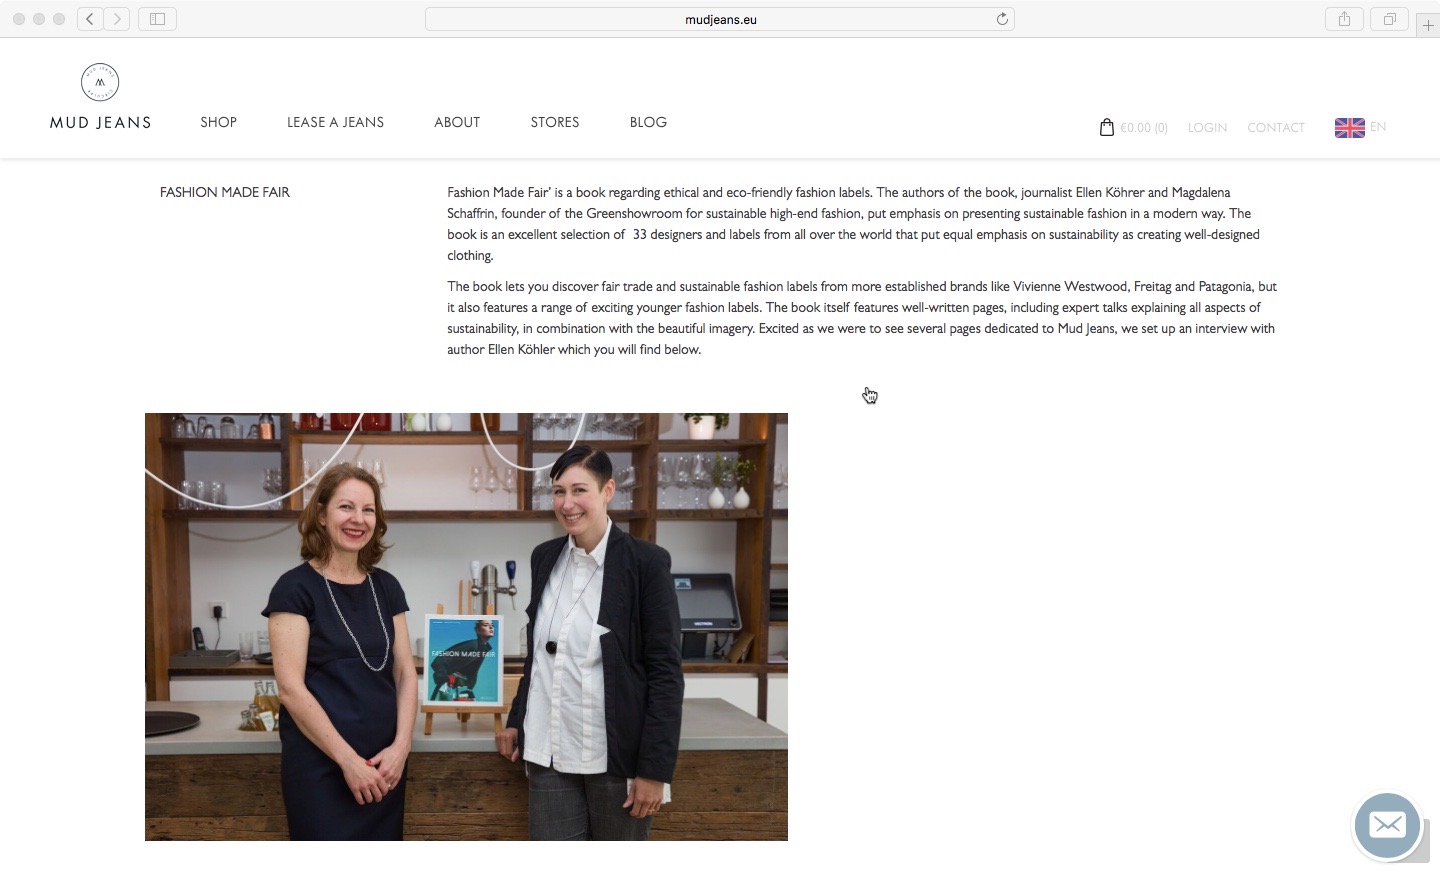 mudjeans.eu
MUD JEANS
CIRCULAR
MUD JEANS
SHOP
LEASE A JEANS
ABOUT
STORES
BLOG
€0.00 (0)
LOGIN
CONTACT
EN
FASHION MADE FAIR
Fashion Made Fair’ is a book regarding ethical and eco-friendly fashion labels. The authors of the book, journalist Ellen Köhrer and Magdalena
Schaffrin, founder of the Greenshowroom for sustainable high-end fashion, put emphasis on presenting sustainable fashion in a modern way. The
book is an excellent selection of  33 designers and labels from all over the world that put equal emphasis on sustainability as creating well-designed
clothing.
The book lets you discover fair trade and sustainable fashion labels from more established brands like Vivienne Westwood, Freitag and Patagonia, but
it also features a range of exciting younger fashion labels. The book itself features well-written pages, including expert talks explaining all aspects of
sustainability, in combination with the beautiful imagery. Excited as we were to see several pages dedicated to Mud Jeans, we set up an interview with
author Ellen Köhler which you will find below.
FASHION MADE FAIR